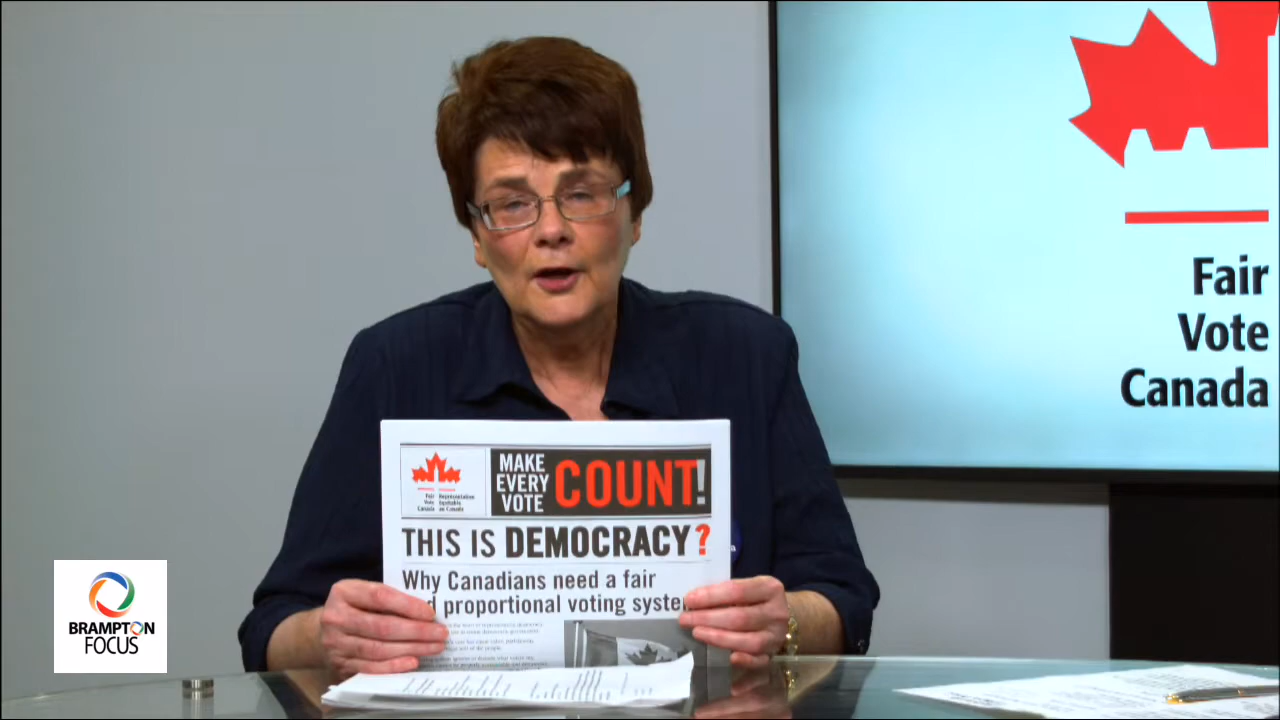 Fair
Vote
Canada
MAKE
EVERY
VOTE
COUNT!
Fair
Vote
Canada
Représentation
équitable
au Canada
THIS IS DEMOCRACY?
Why Canadians need a fair
proportional voting
BRAMPTON
FOCUS